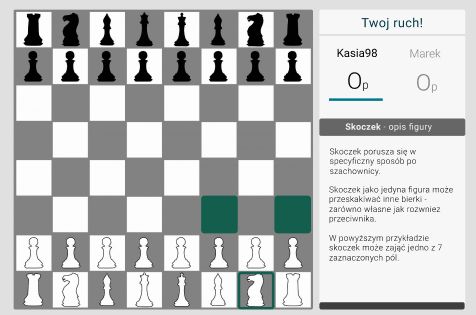 Twoj ruch!
Kasia98 Marek
0p 0p
Skoczek - opis figury
Skoczek porusza się w
specyficzny sposób po
szachownicy.
Skoczek jako jedyna figura może
przeskakiwać inne bierki -
zarówno własne jak rozwniez
przeciwnika.
W powyższym przykładzie
skoczek może zająć jedno z 7
zaznaczonych pól.